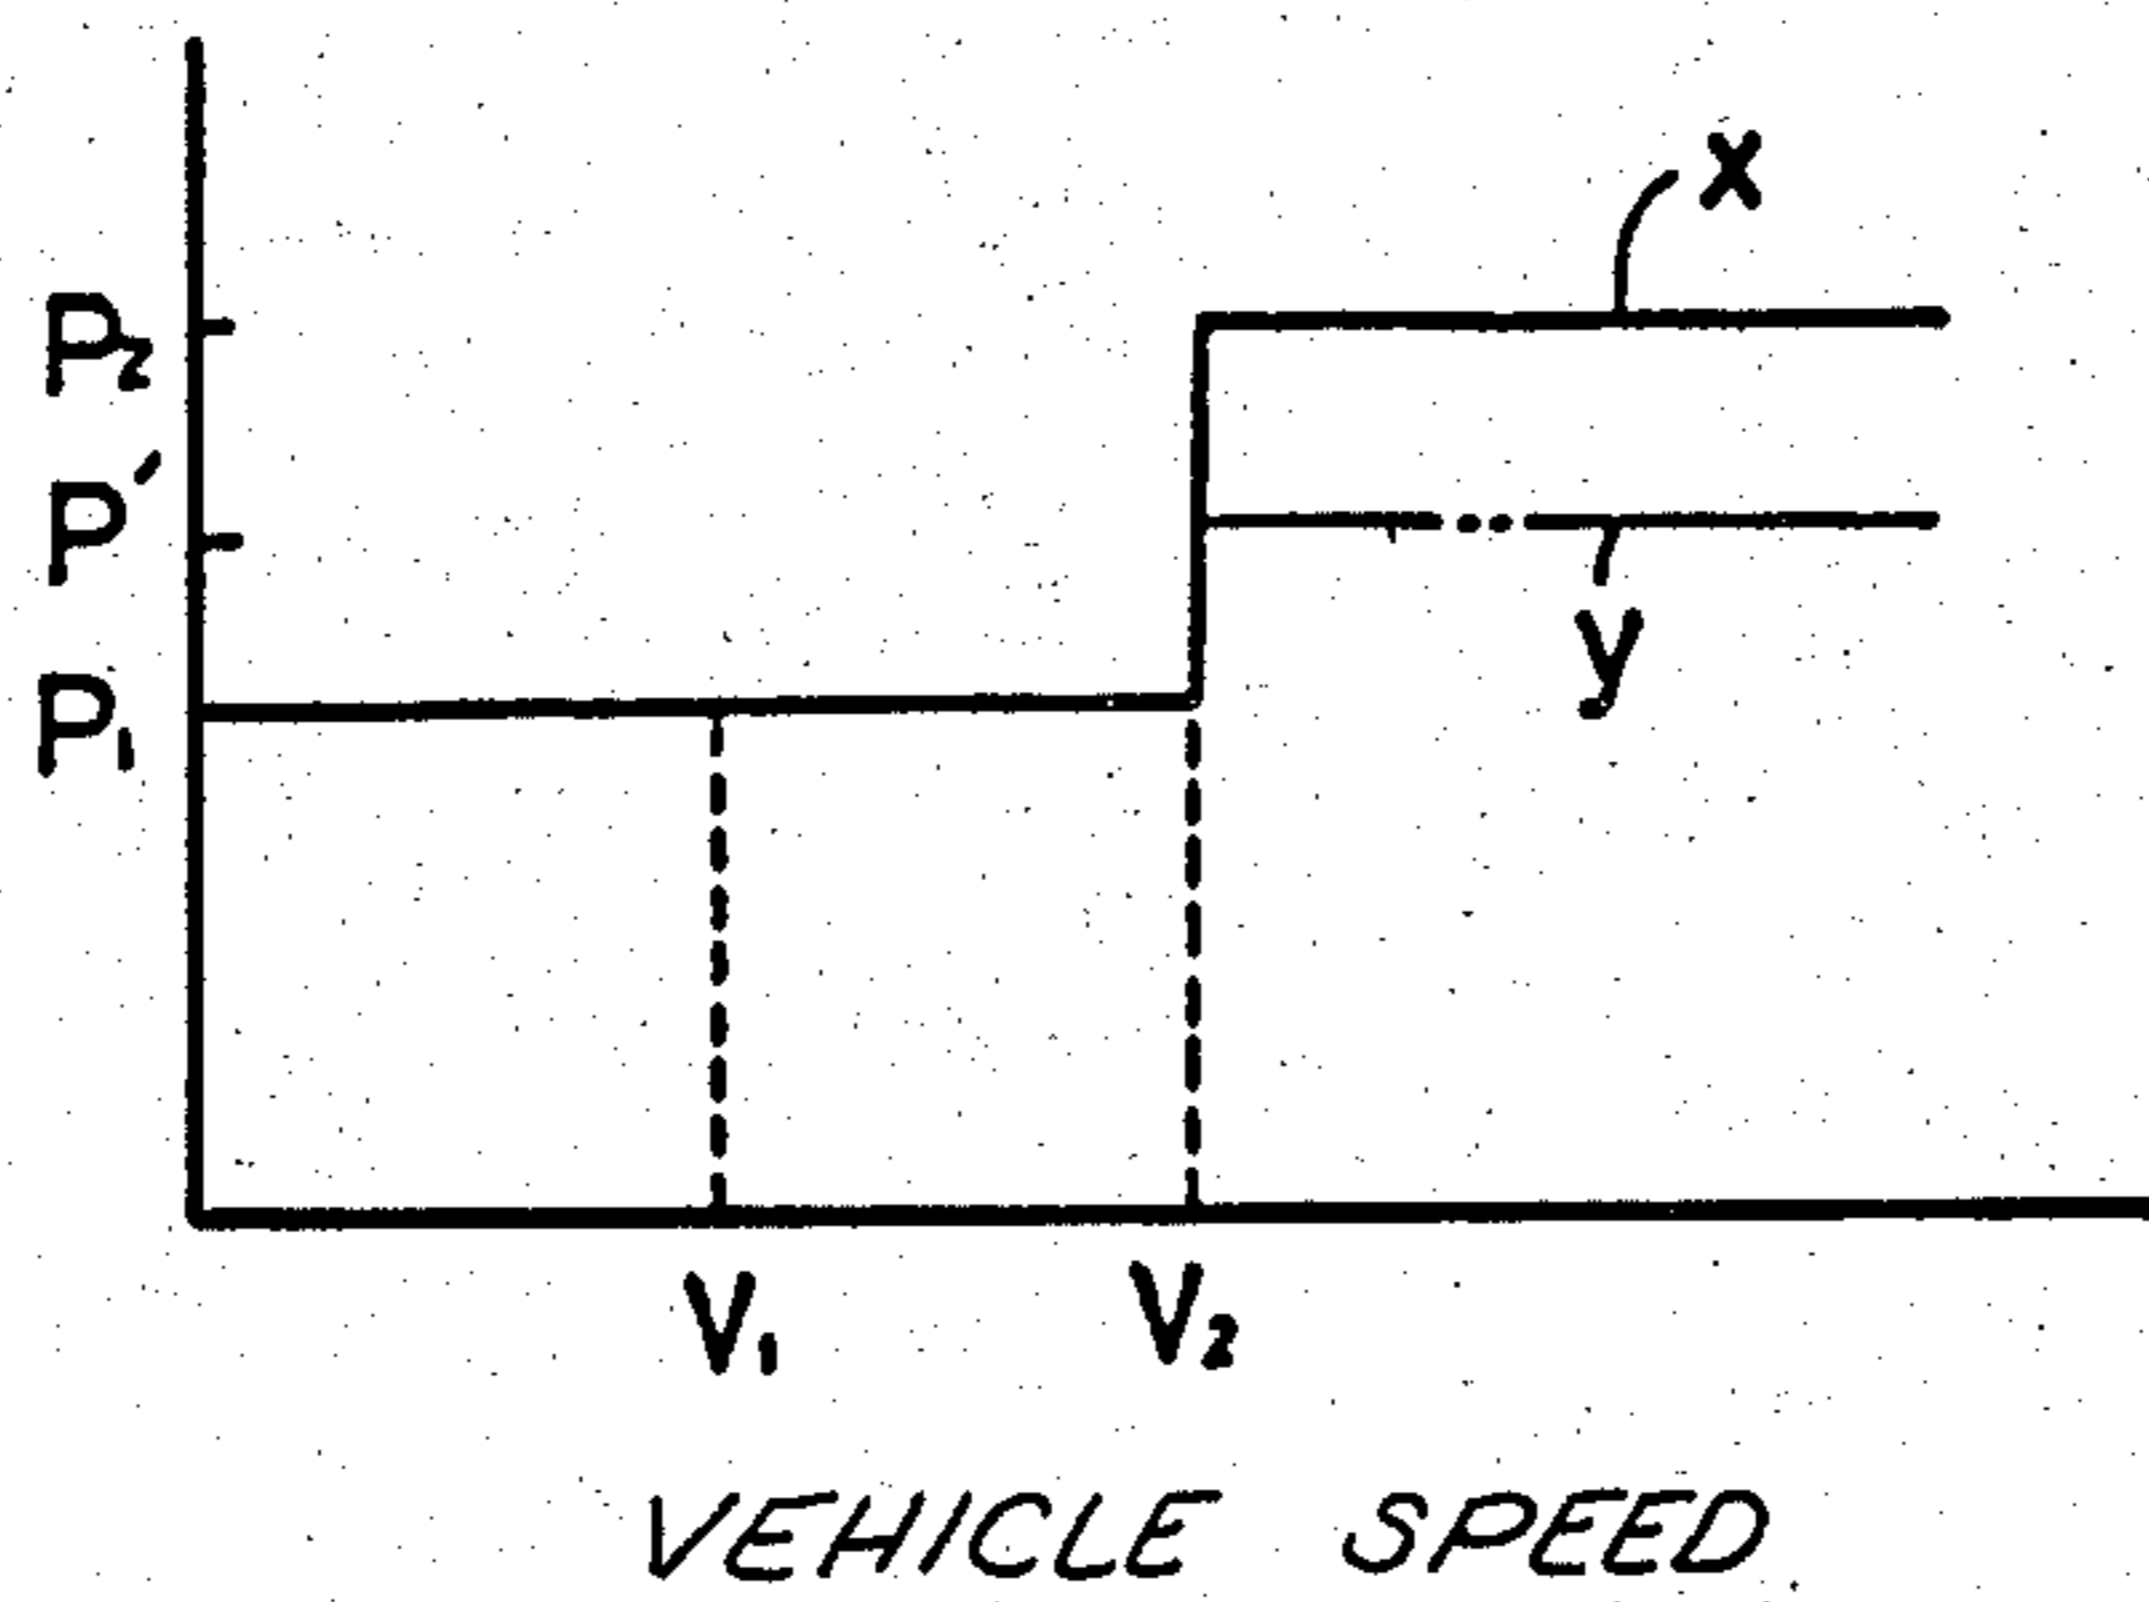 x
P₂
P′
y
P₁
V₁ V₂
VEHICLE SPEED